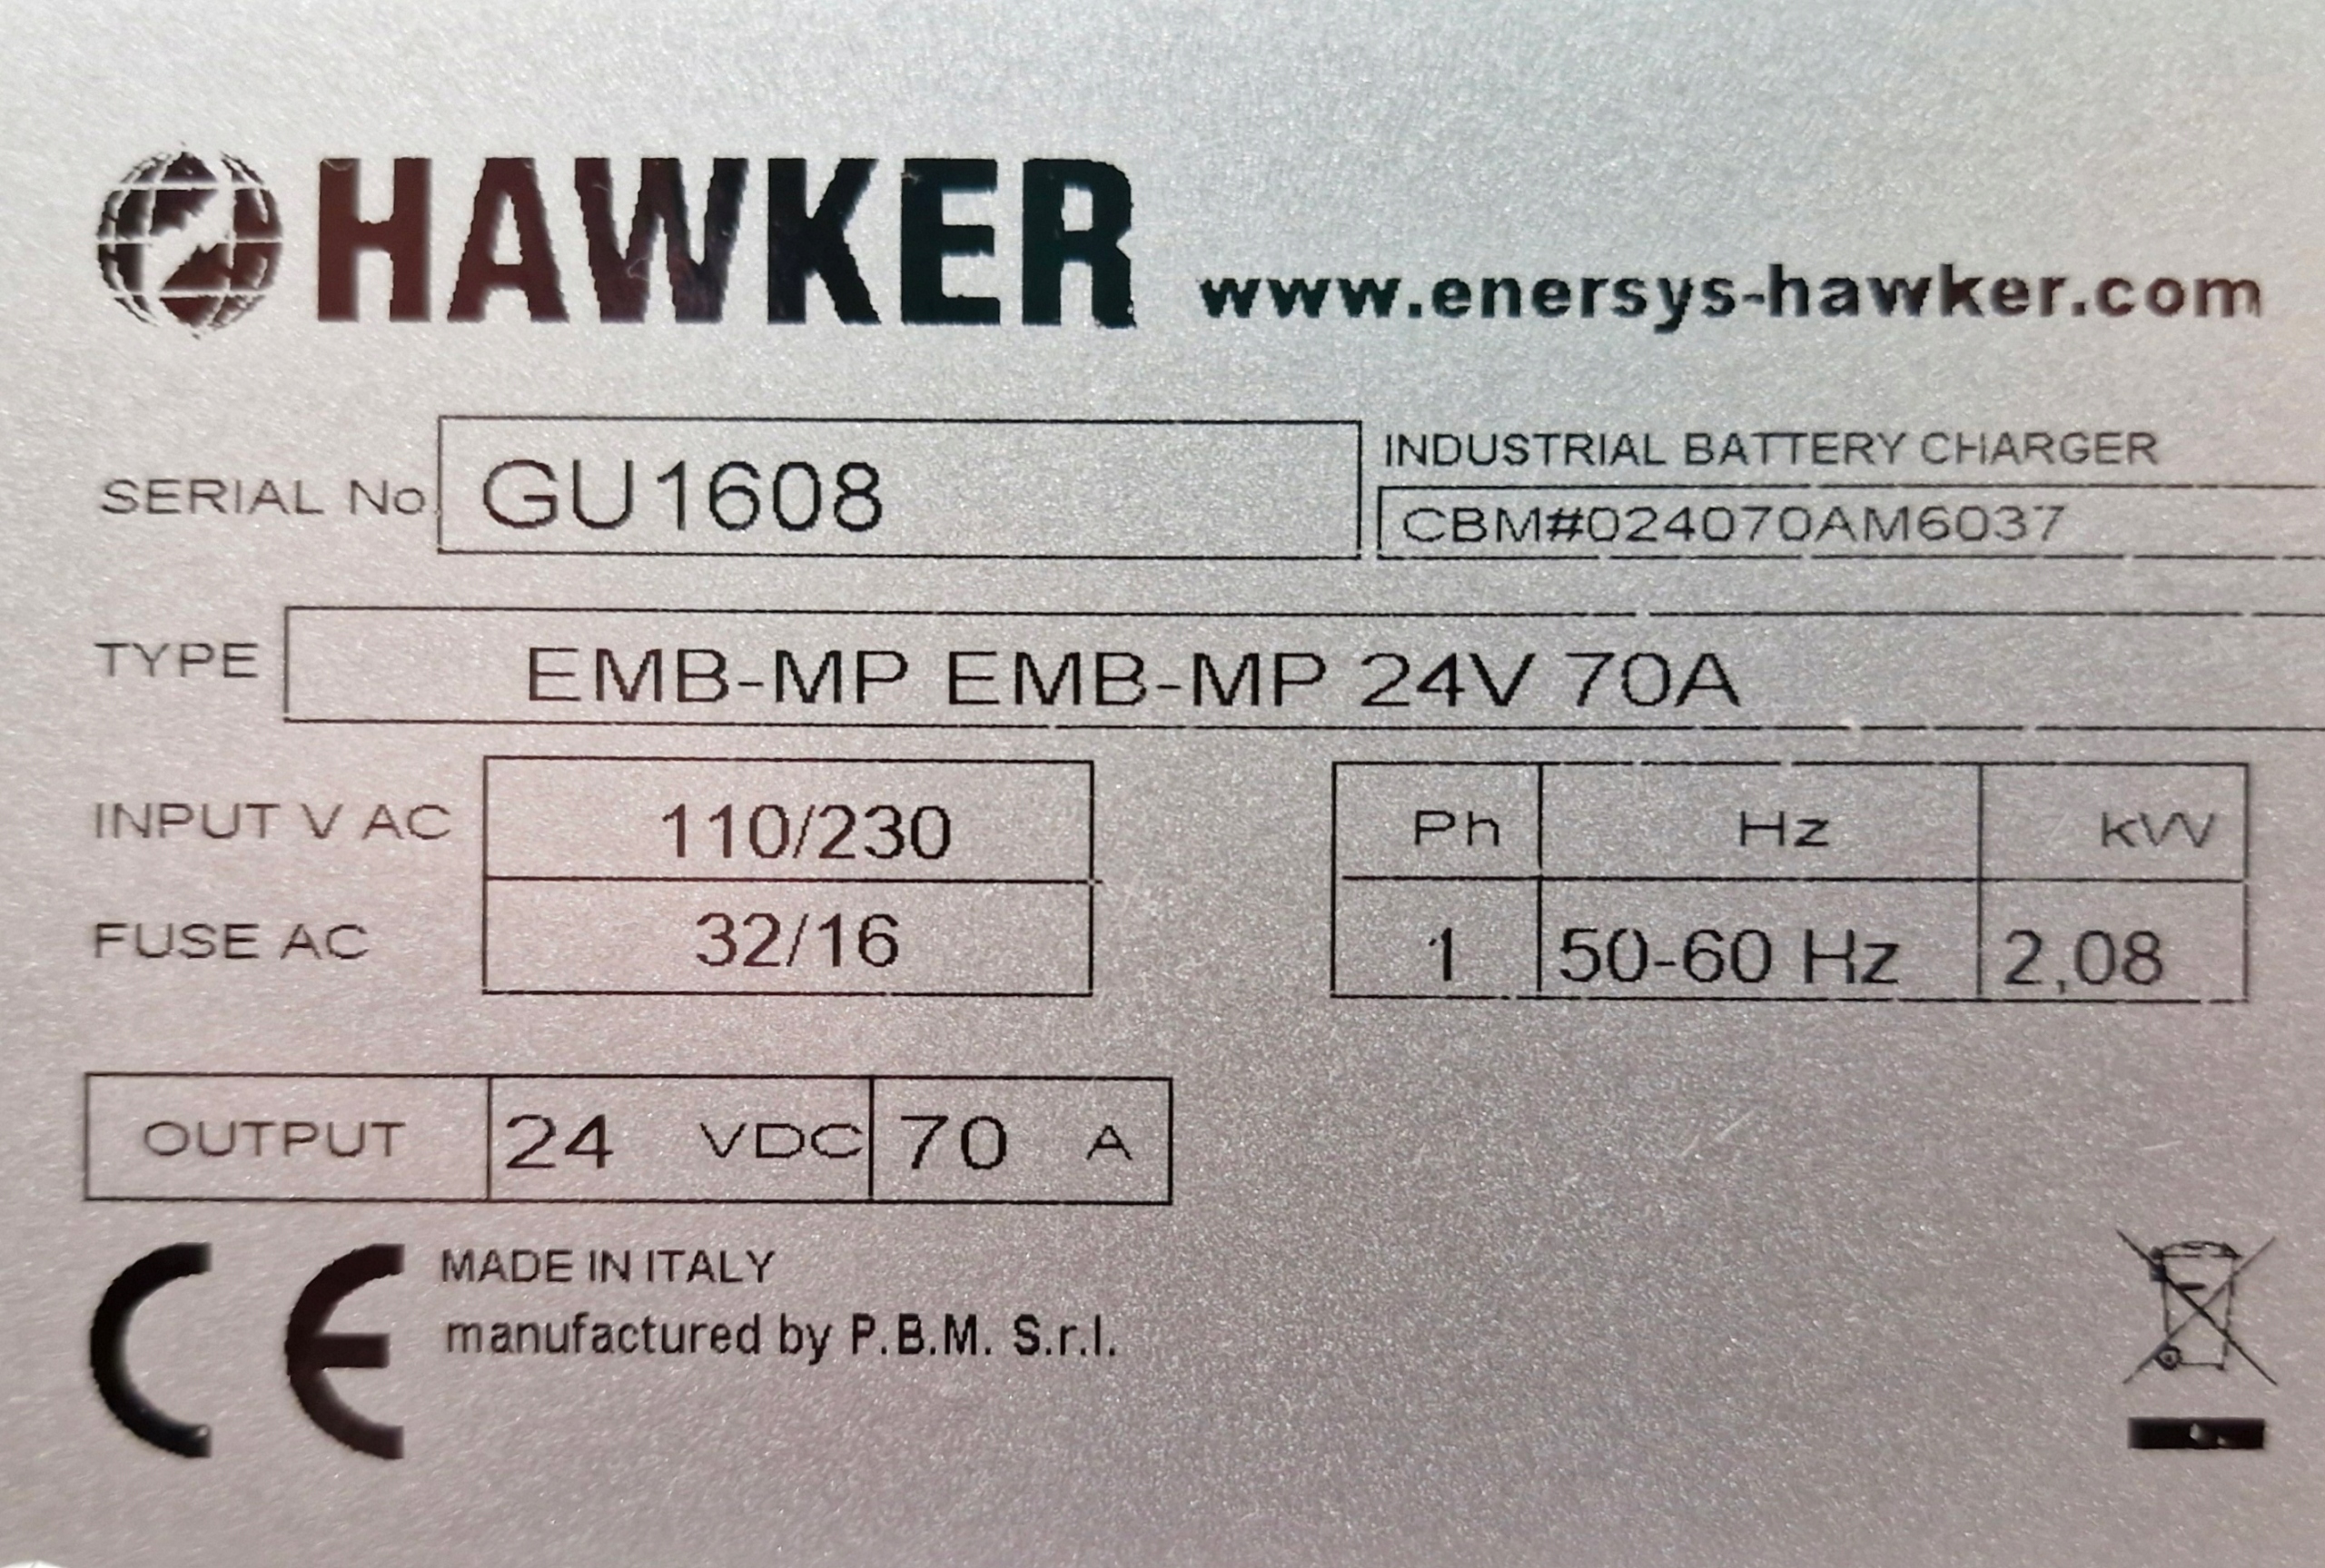 HAWKER www.enersys-hawker.com
SERIAL No. GU1608
INDUSTRIAL BATTERY CHARGER
CBM#024070AM6037
TYPE EMB-MP EMB-MP 24V 70A
INPUT V AC 110/230
FUSE AC 32/16
Ph Hz kW
1 50-60 Hz 2,08
OUTPUT 24 VDC 70 A
CE MADE IN ITALY
manufactured by P.B.M. S.r.l.